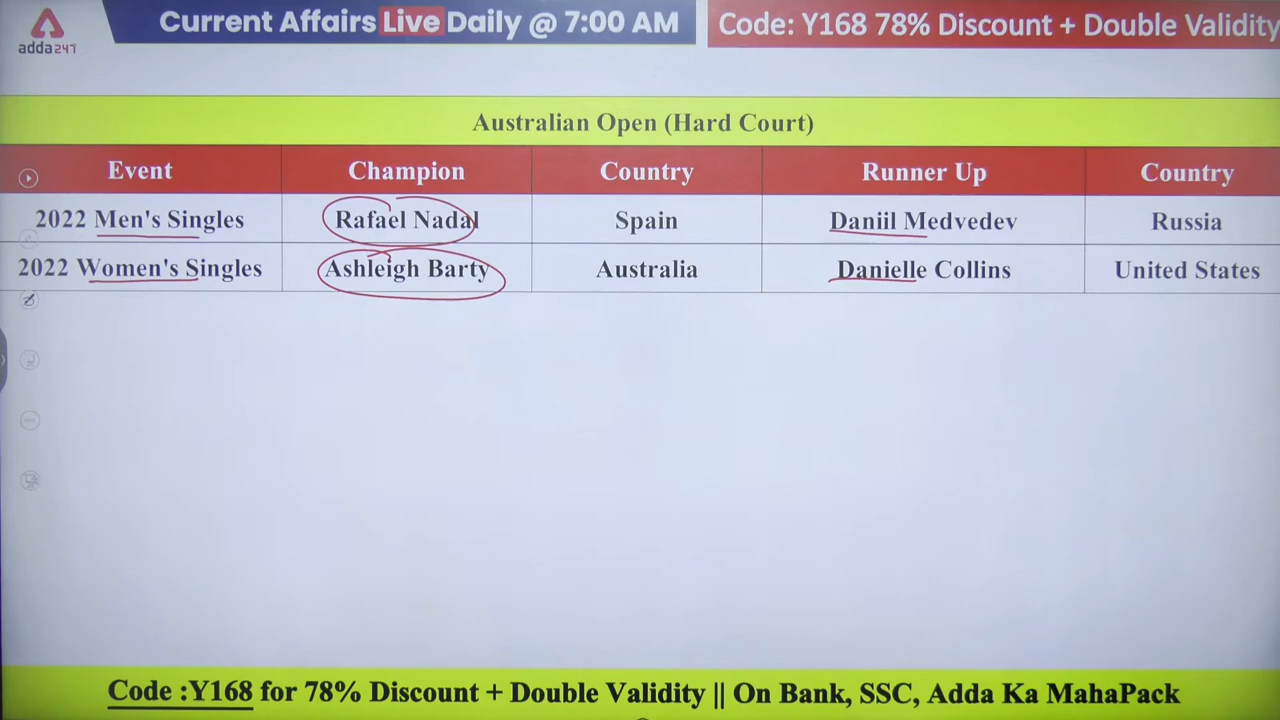 Current Affairs Live Daily @ 7:00 AM
Code: Y168 78% Discount + Double Validity
adda247
Australian Open (Hard Court)
Event Champion Country Runner Up Country
2022 Men's Singles Rafael Nadal Spain Daniil Medvedev Russia
2022 Women's Singles Ashleigh Barty Australia Danielle Collins United States
Code :Y168 for 78% Discount + Double Validity || On Bank, SSC, Adda Ka MahaPack